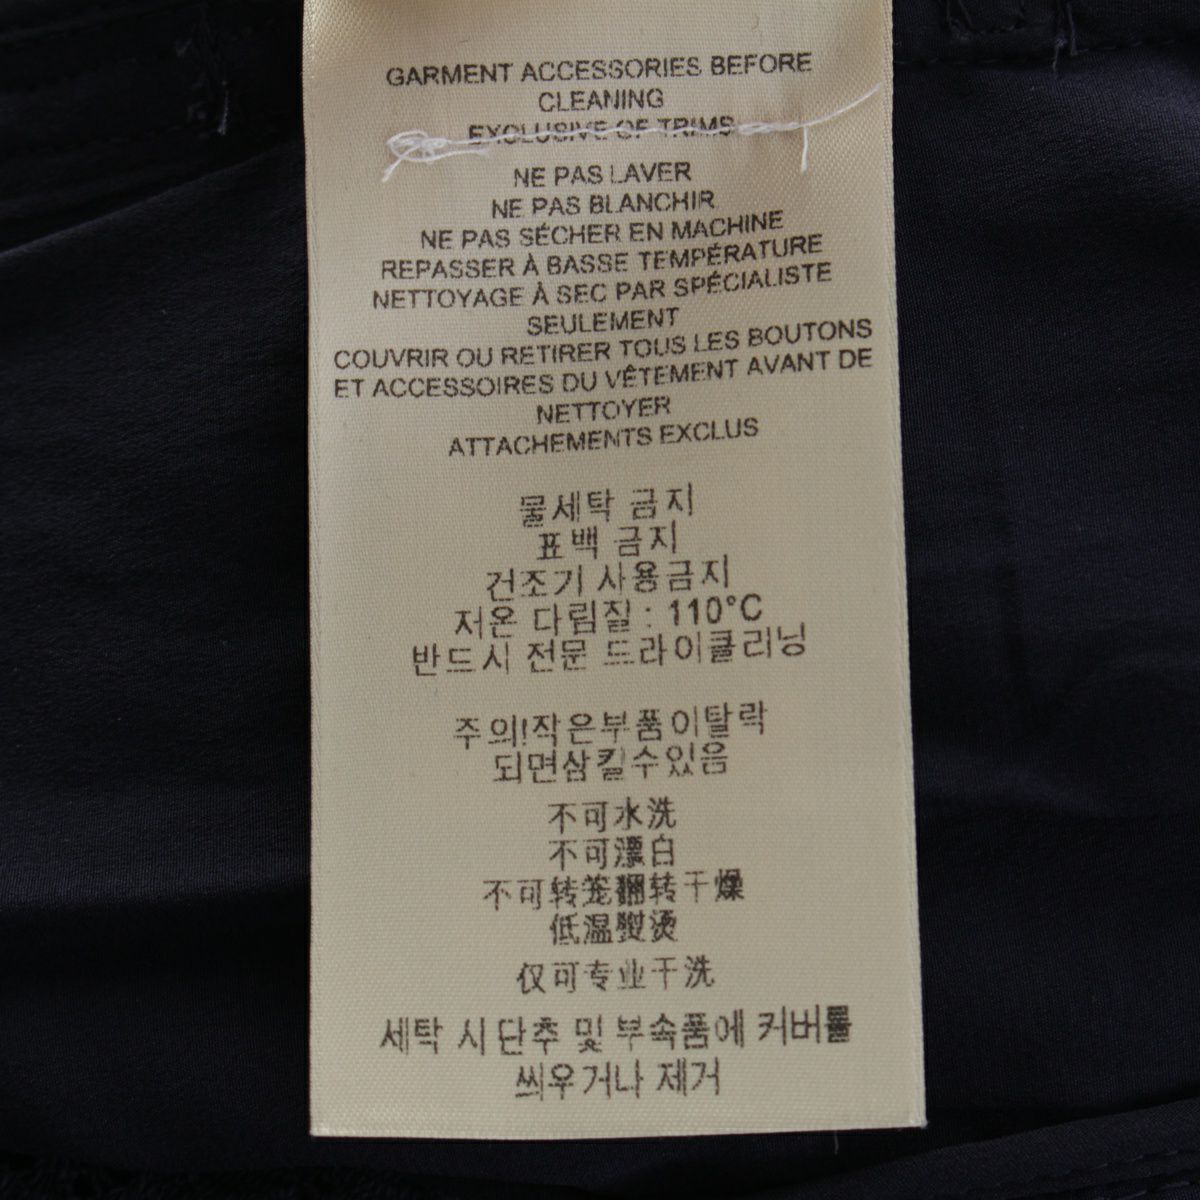 GARMENT ACCESSORIES BEFORE
CLEANING
EXCLUSIVE OF TRIMS
NE PAS LAVER
NE PAS BLANCHIR
NE PAS SÉCHER EN MACHINE
REPASSER À BASSE TEMPÉRATURE
NETTOYAGE À SEC PAR SPÉCIALISTE
SEULEMENT
COUVRIR OU RETIRER TOUS LES BOUTONS
ET ACCESSOIRES DU VÊTEMENT AVANT DE
NETTOYER
ATTACHEMENTS EXCLUS
물세탁 금지
표백 금지
건조기 사용금지
저온 다림질 : 110°C
반드시 전문 드라이클리닝
주의!작은부품이탈락
되면삼킬수있음
不可水洗
不可漂白
不可转笼翻转干燥
低温熨烫
仅可专业干洗
세탁 시 단추 및 부속품에 커버를
씌우거나 제거